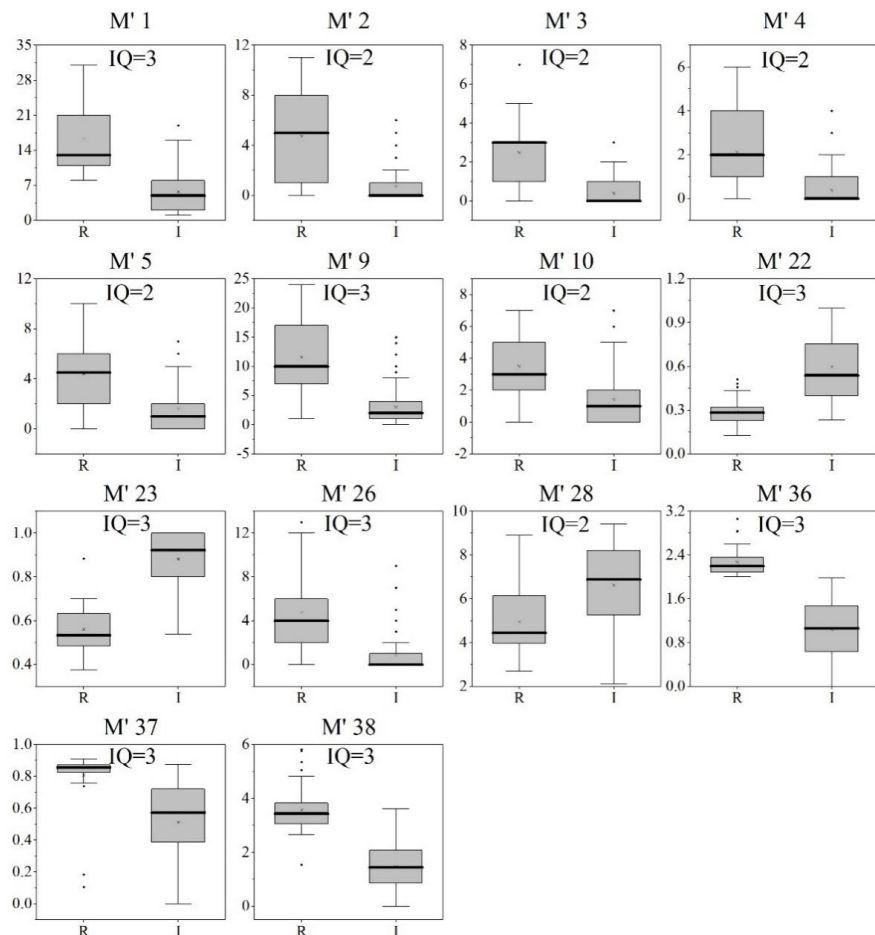 M' 1 M' 2 M' 3 M' 4
IQ=3 IQ=2 IQ=2 IQ=2
35 28 21 14 7 0 R I
12 8 4 0 R I
8 6 4 2 0 R I
6 4 2 0 R I
M' 5 M' 9 M' 10 M' 22
IQ=2 IQ=3 IQ=2 IQ=3
12 8 4 0 R I
25 20 15 10 5 0 -5 R I
8 6 4 2 0 -2 R I
1.2 0.9 0.6 0.3 0.0 R I
M' 23 M' 26 M' 28 M' 36
IQ=3 IQ=3 IQ=2 IQ=3
1.0 0.8 0.6 0.4 R I
12 8 4 0 R I
10 8 6 4 2 R I
3.2 2.4 1.6 0.8 0.0 R I
M' 37 M' 38
IQ=3 IQ=3
1.0 0.8 0.6 0.4 0.2 0.0 R I
6 4 2 0 R I